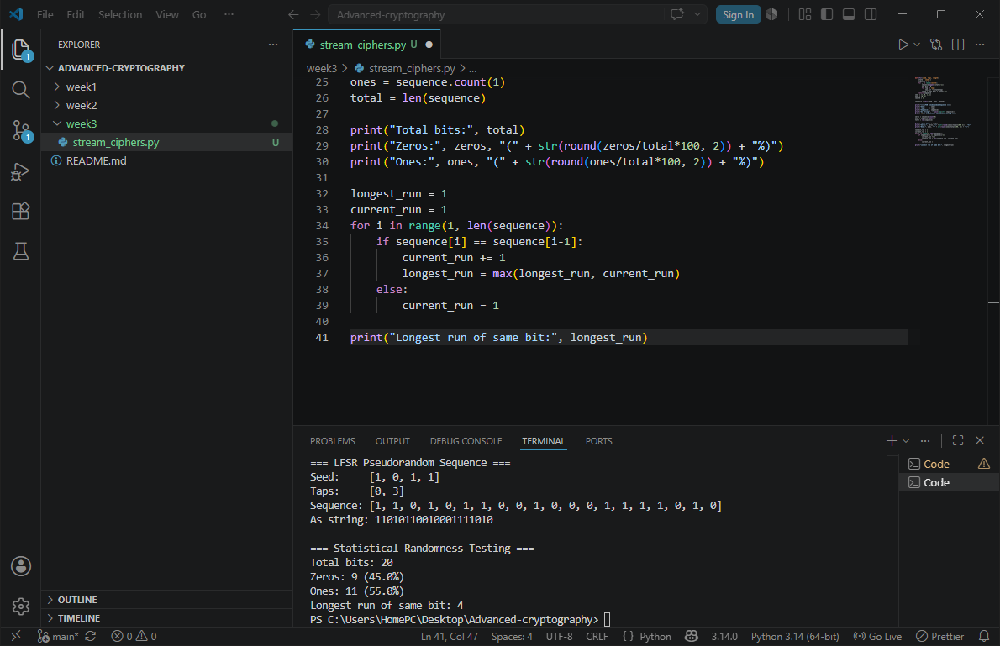 File Edit Selection View Go ··· Advanced-cryptography Sign In
EXPLORER ···
ADVANCED-CRYPTOGRAPHY
week1
week2
week3
stream_ciphers.py U
README.md
OUTLINE
TIMELINE
1
1
stream_ciphers.py U
week3 > stream_ciphers.py > ...
25 ones = sequence.count(1)
26 total = len(sequence)
27
28 print("Total bits:", total)
29 print("Zeros:", zeros, "(" + str(round(zeros/total*100, 2)) + "%)")
30 print("Ones:", ones, "(" + str(round(ones/total*100, 2)) + "%)")
31
32 longest_run = 1
33 current_run = 1
34 for i in range(1, len(sequence)):
35 if sequence[i] == sequence[i-1]:
36 current_run += 1
37 longest_run = max(longest_run, current_run)
38 else:
39 current_run = 1
40
41 print("Longest run of same bit:", longest_run)
PROBLEMS OUTPUT DEBUG CONSOLE TERMINAL PORTS
=== LFSR Pseudorandom Sequence ===
Seed: [1, 0, 1, 1]
Taps: [0, 3]
Sequence: [1, 1, 0, 1, 0, 1, 1, 0, 0, 1, 0, 0, 0, 1, 1, 1, 1, 0, 1, 0]
As string: 11010110010001111010
=== Statistical Randomness Testing ===
Total bits: 20
Zeros: 9 (45.0%)
Ones: 11 (55.0%)
Longest run of same bit: 4
PS C:\Users\HomePC\Desktop\Advanced-cryptography>
Code
Code
main* 0 0 Ln 41, Col 47 Spaces: 4 UTF-8 CRLF { } Python 3.14.0 Python 3.14 (64-bit) Go Live Prettier